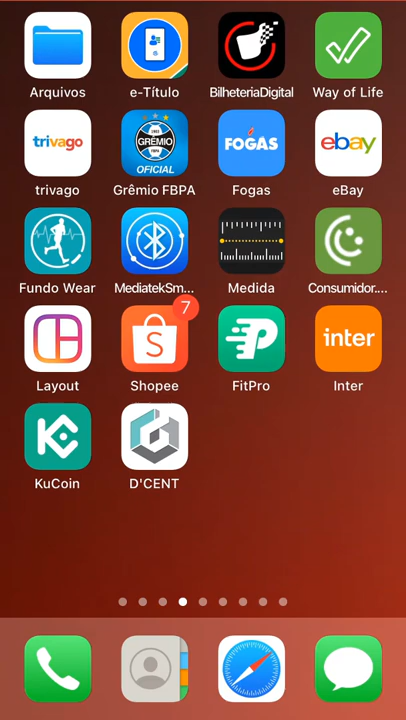 Arquivos
e-Título
BilheteriaDigital
Way of Life
trivago
GRÊMIO
OFICIAL
FOGÁS
ebay
trivago
Grêmio FBPA
Fogas
eBay
Fundo Wear
MediatekSm...
Medida
Consumidor....
7
S
inter
Layout
Shopee
FitPro
Inter
KuCoin
D'CENT